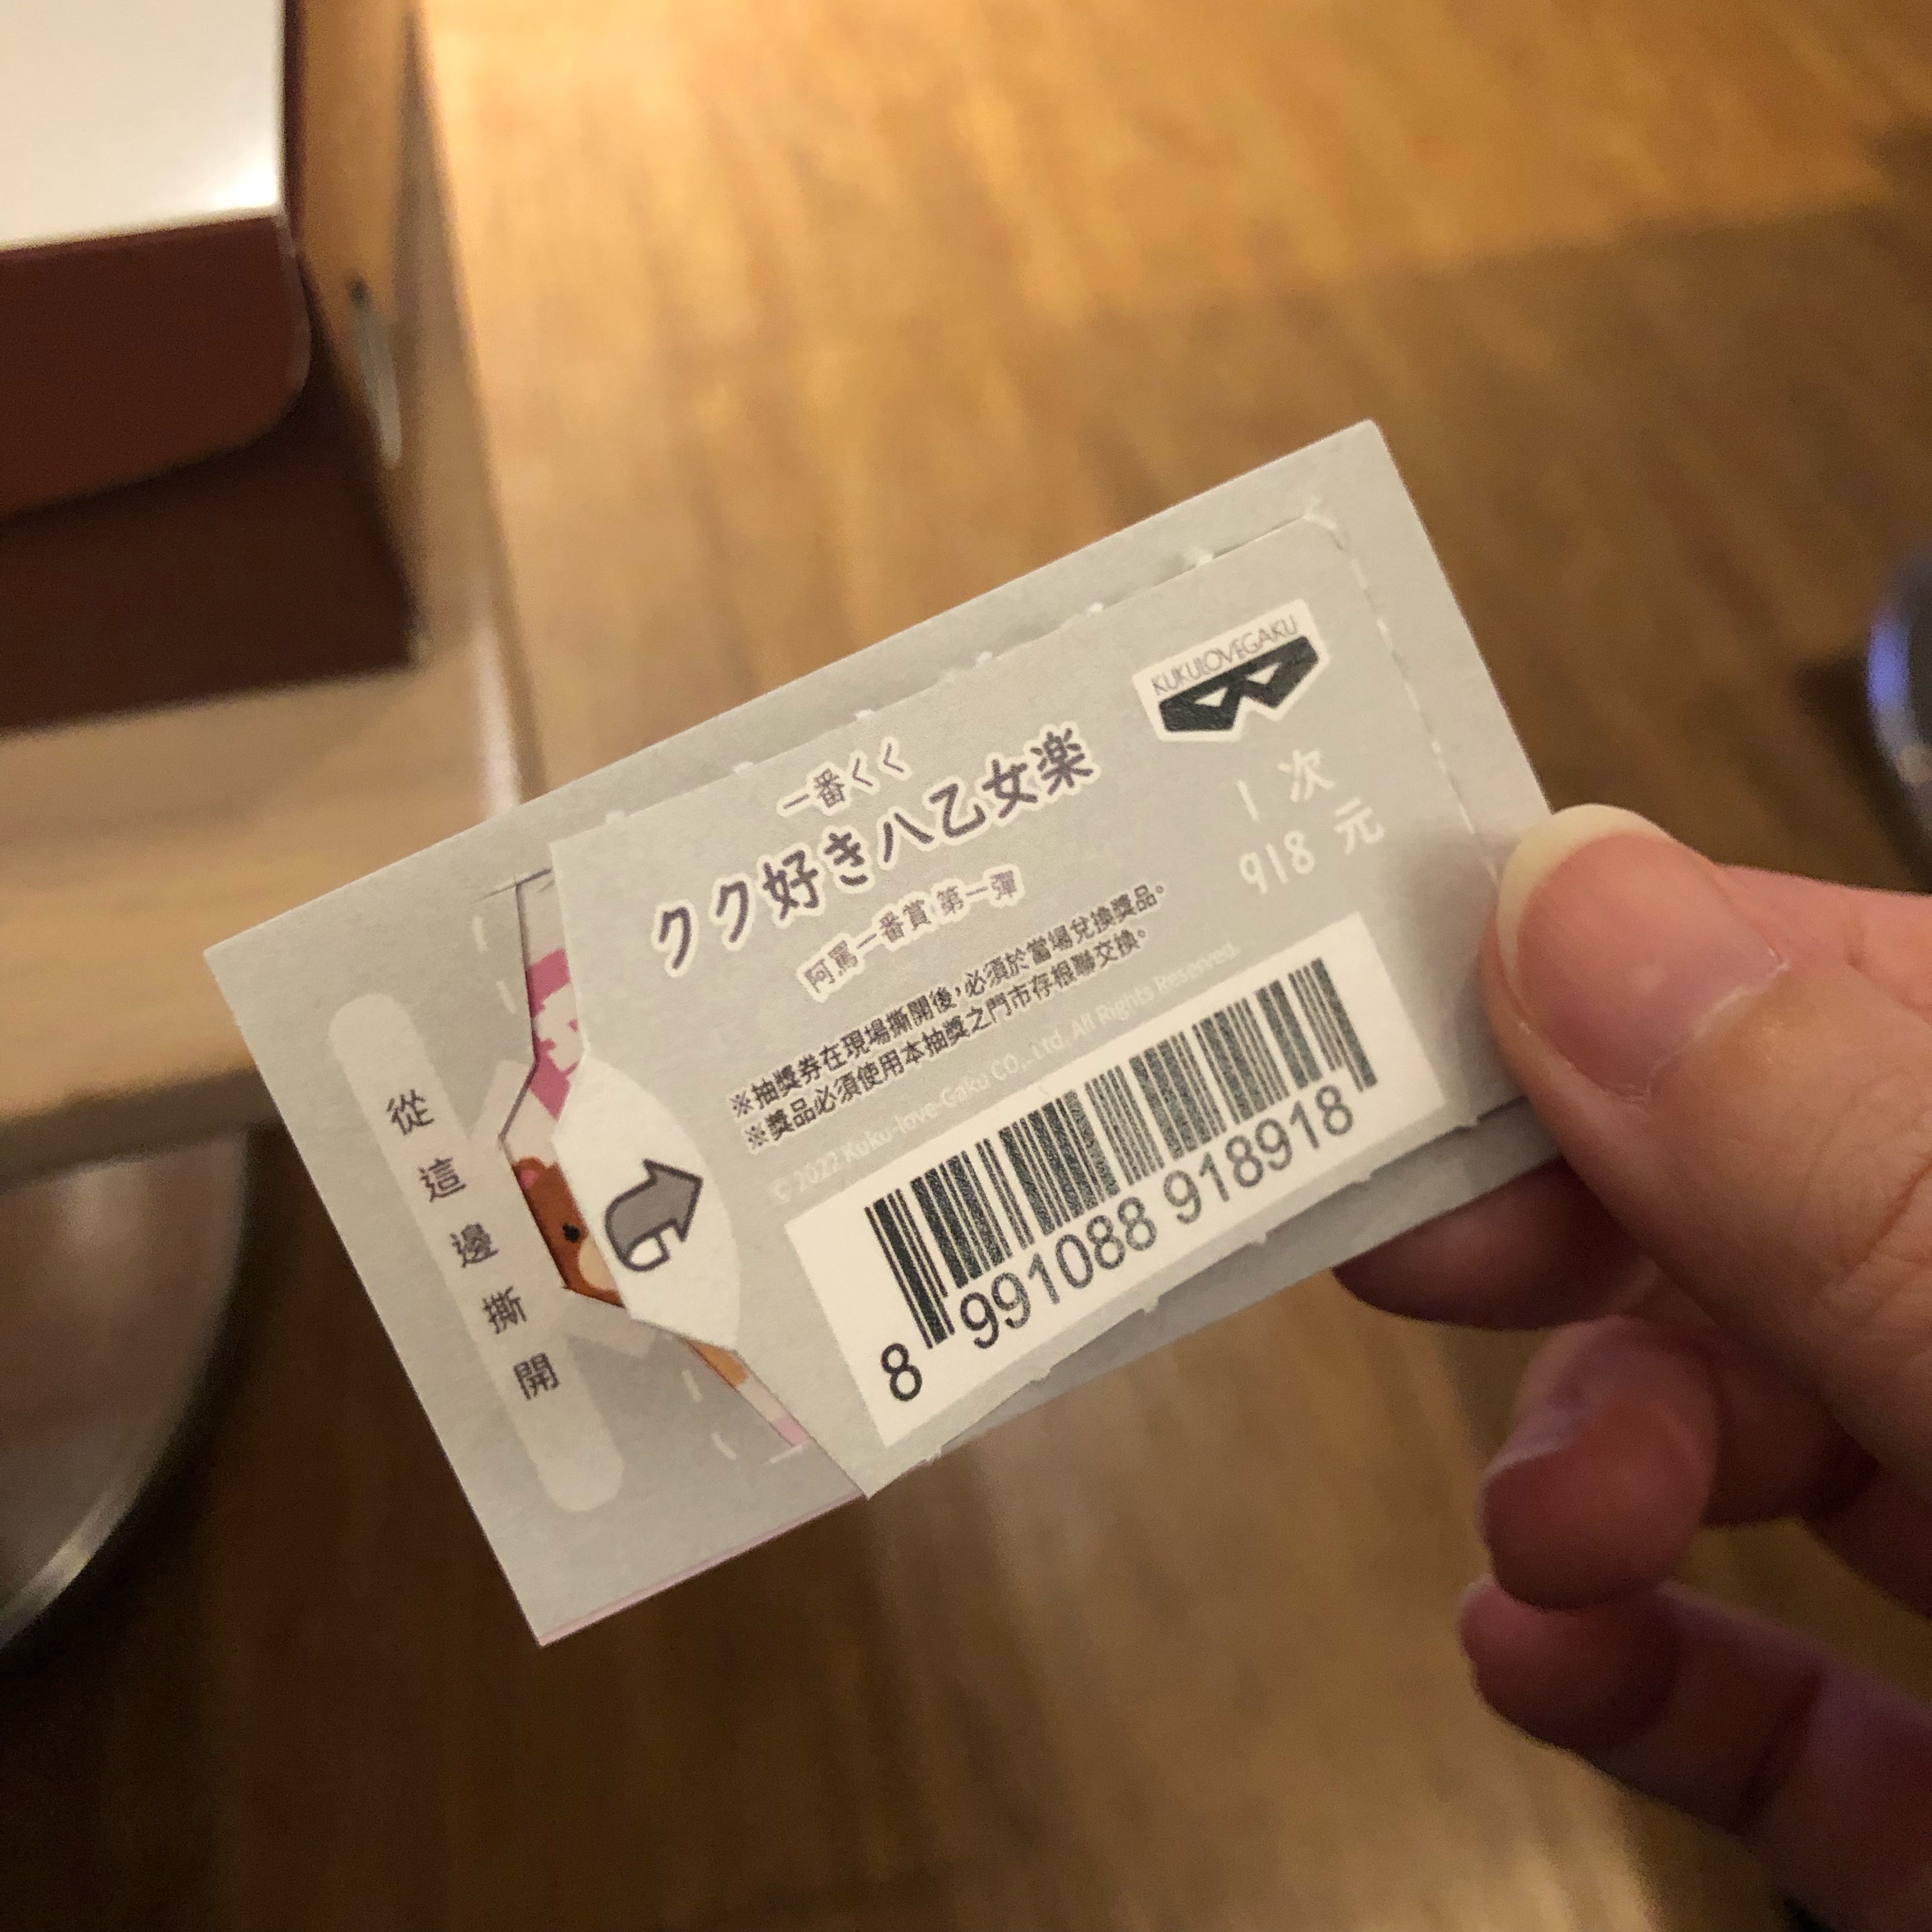 KUKULOVEGAKU
一番くく
クク好き八乙女楽
阿罵一番賞 第一彈
1 次
918 元
※抽獎券在現場撕開後，必須於當場兌換獎品。
※獎品必須使用本抽獎之門市存根聯交換。
© 2022 Kuku-love-Gaku CO., Ltd. All Rights Reserved.
8 991088 918918
從這邊撕開